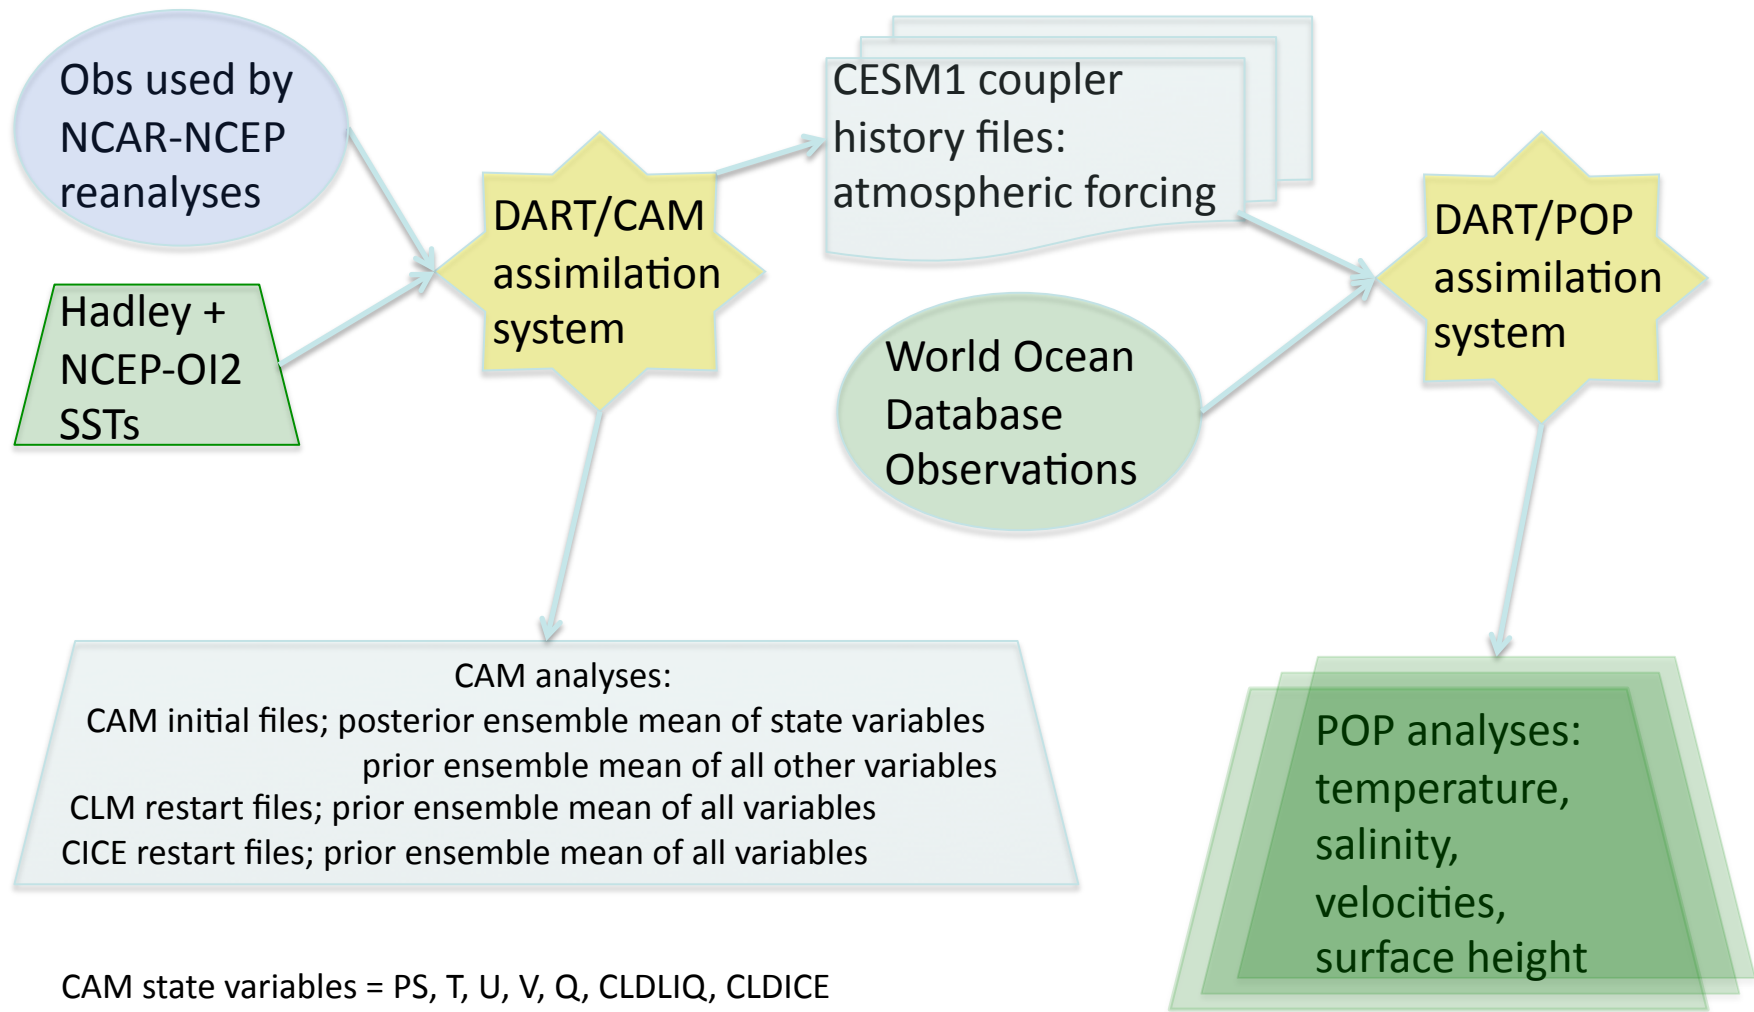 Obs used by
NCAR-NCEP
reanalyses
Hadley +
NCEP-OI2
SSTs
DART/CAM
assimilation
system
CESM1 coupler
history files:
atmospheric forcing
World Ocean
Database
Observations
DART/POP
assimilation
system
CAM analyses:
CAM initial files; posterior ensemble mean of state variables
prior ensemble mean of all other variables
CLM restart files; prior ensemble mean of all variables
CICE restart files; prior ensemble mean of all variables
POP analyses:
temperature,
salinity,
velocities,
surface height
CAM state variables = PS, T, U, V, Q, CLDLIQ, CLDICE